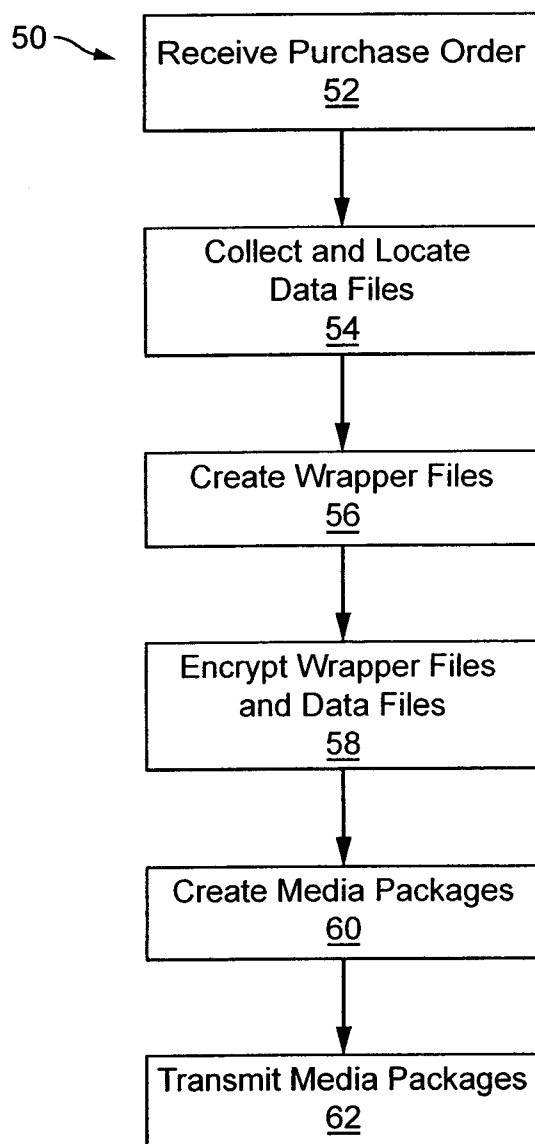 50
Receive Purchase Order
52
Collect and Locate
Data Files
54
Create Wrapper Files
56
Encrypt Wrapper Files
and Data Files
58
Create Media Packages
60
Transmit Media Packages
62